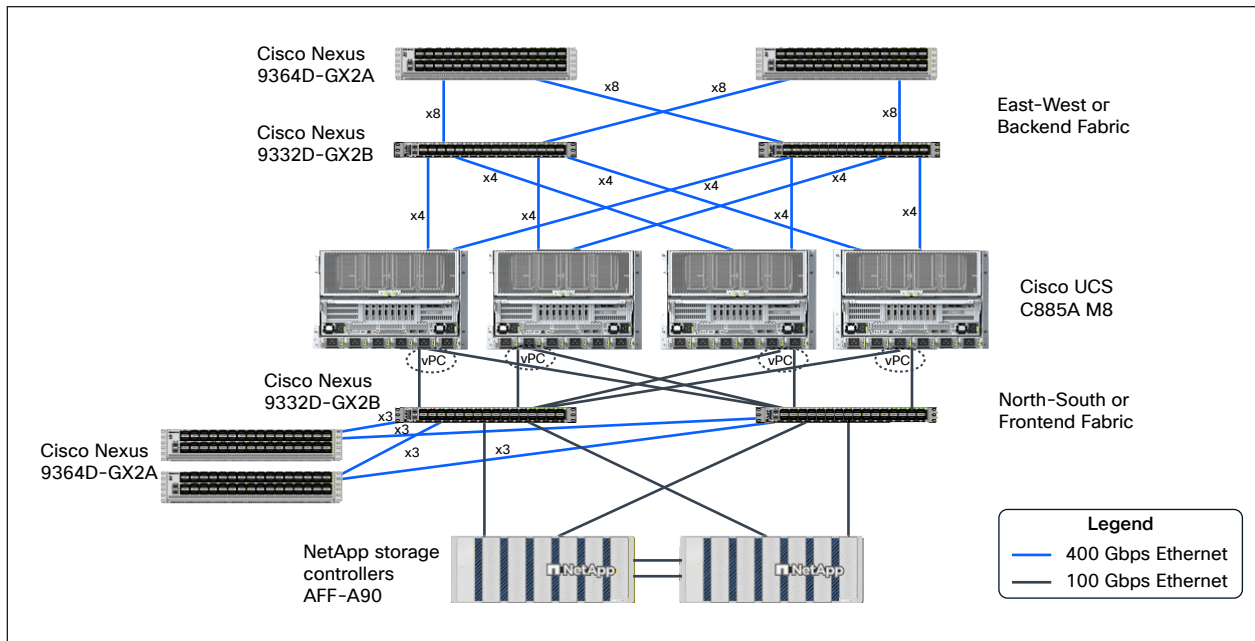 Cisco Nexus
9364D-GX2A
x8
x8
x8
x8
East-West or
Backend Fabric
Cisco Nexus
9332D-GX2B
x4
x4
x4
x4
x4
x4
x4
x4
Cisco UCS
C885A M8
vPC
vPC
vPC
vPC
Cisco Nexus
9332D-GX2B
North-South or
Frontend Fabric
x3
x3
x3
x3
Cisco Nexus
9364D-GX2A
NetApp storage
controllers
AFF-A90
NetApp
NetApp
Legend
400 Gbps Ethernet
100 Gbps Ethernet